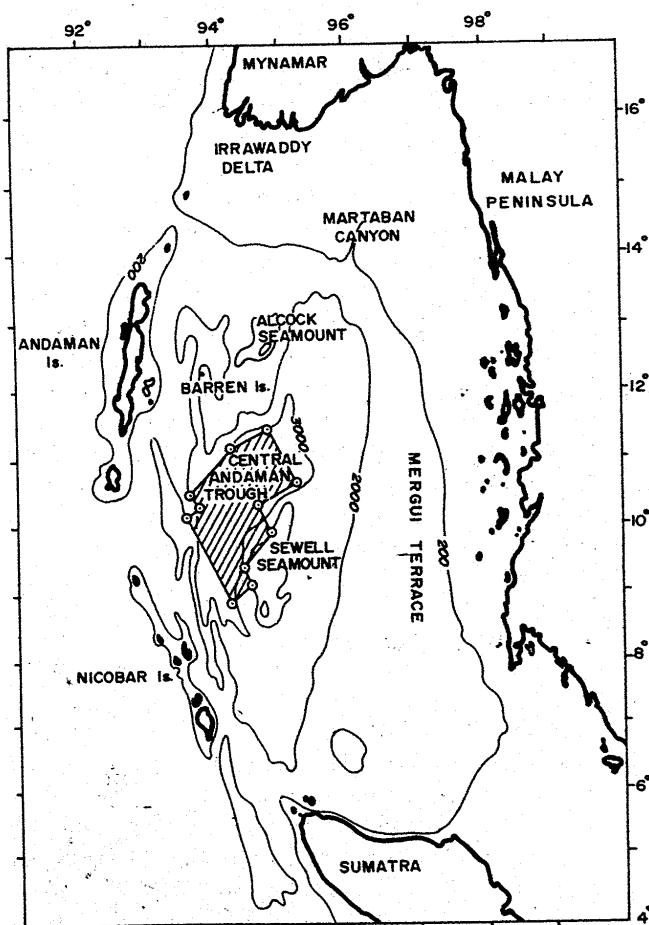 92°
94°
96°
98°
MYNAMAR
16°
IRRAWADDY
DELTA
MALAY
PENINSULA
MARTABAN
CANYON
14°
200
ALCOCK
SEAMOUNT
ANDAMAN
Is.
BARREN Is.
12°
3000
CENTRAL
ANDAMAN
TROUGH
2000
MERGUI TERRACE
200
10°
SEWELL
SEAMOUNT
8°
NICOBAR Is.
6°
SUMATRA
4°